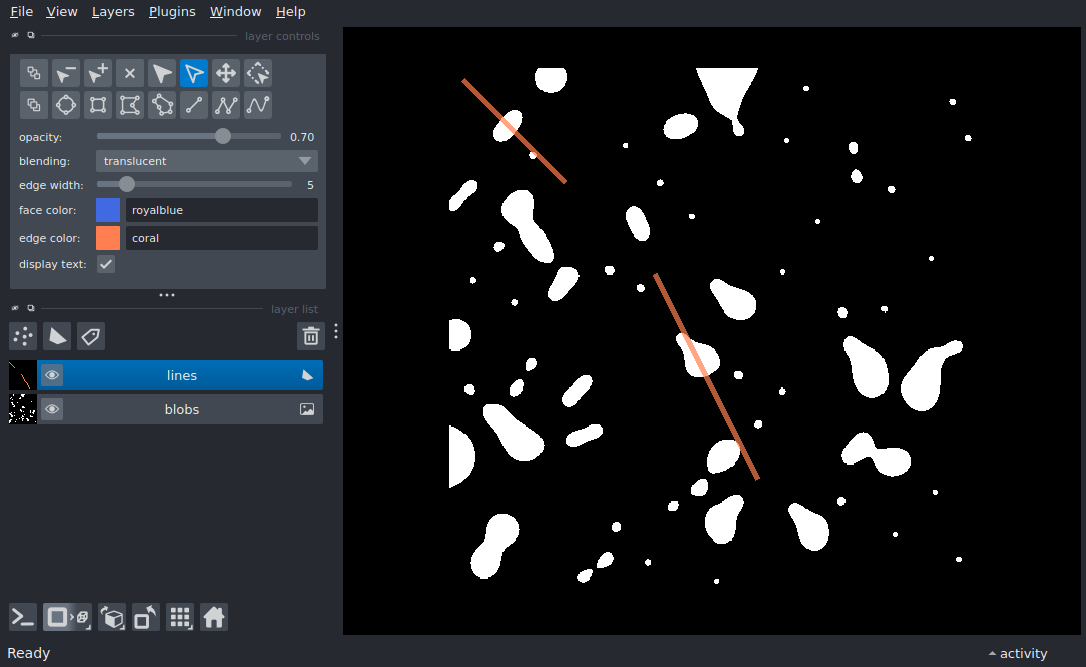 File View Layers Plugins Window Help
layer controls
opacity: 0.70
blending: translucent
edge width: 5
face color: royalblue
edge color: coral
display text:
layer list
lines
blobs
Ready activity